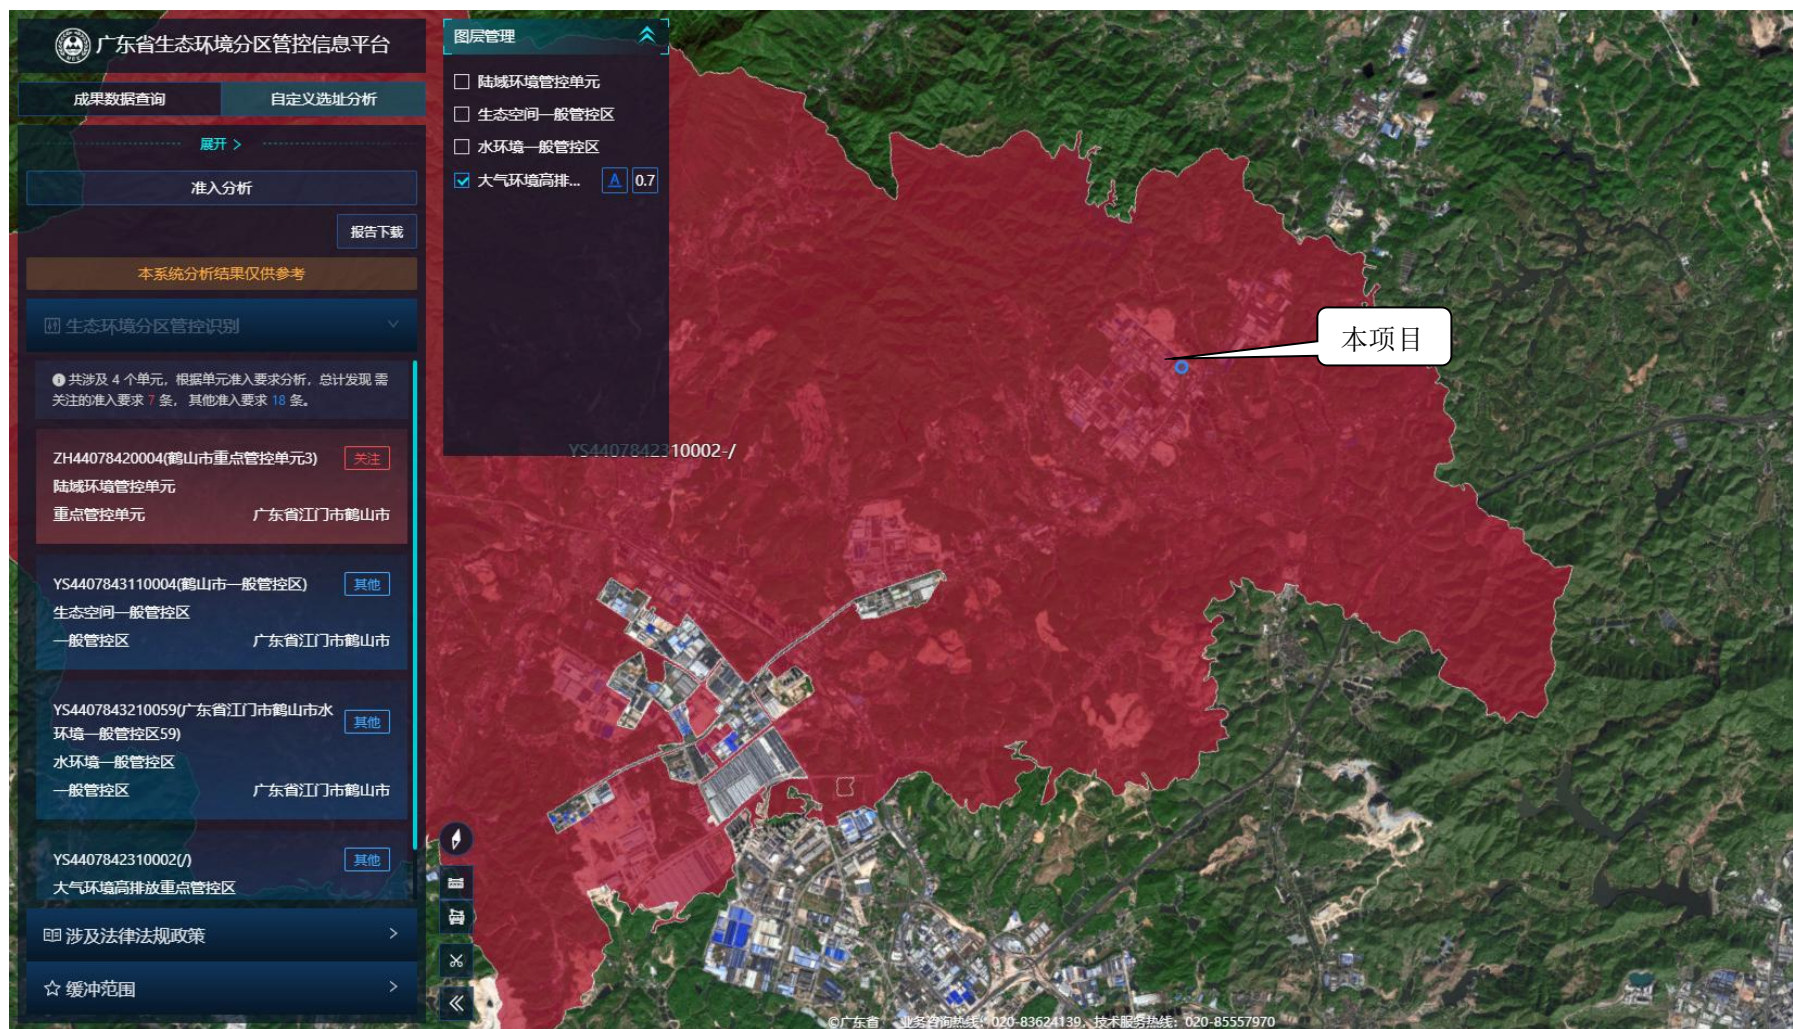 广东省生态环境分区管控信息平台
成果数据查询
自定义选址分析
展开 >
准入分析
报告下载
本系统分析结果仅供参考
生态环境分区管控识别
共涉及 4 个单元，根据单元准入要求分析，总计发现 需
关注的准入要求 7 条， 其他准入要求 18 条。
ZH44078420004(鹤山市重点管控单元3)
关注
陆域环境管控单元
重点管控单元
广东省江门市鹤山市
YS4407843110004(鹤山市一般管控区)
其他
生态空间一般管控区
一般管控区
广东省江门市鹤山市
YS4407843210059(广东省江门市鹤山市水
环境一般管控区59)
其他
水环境一般管控区
一般管控区
广东省江门市鹤山市
YS4407842310002(/)
其他
大气环境高排放重点管控区
涉及法律法规政策
缓冲范围
图层管理
陆域环境管控单元
生态空间一般管控区
水环境一般管控区
大气环境高排...
A
0.7
YS4407842310002-/
本项目
©广东省
业务咨询热线：020-83624139，技术服务热线：020-85557970